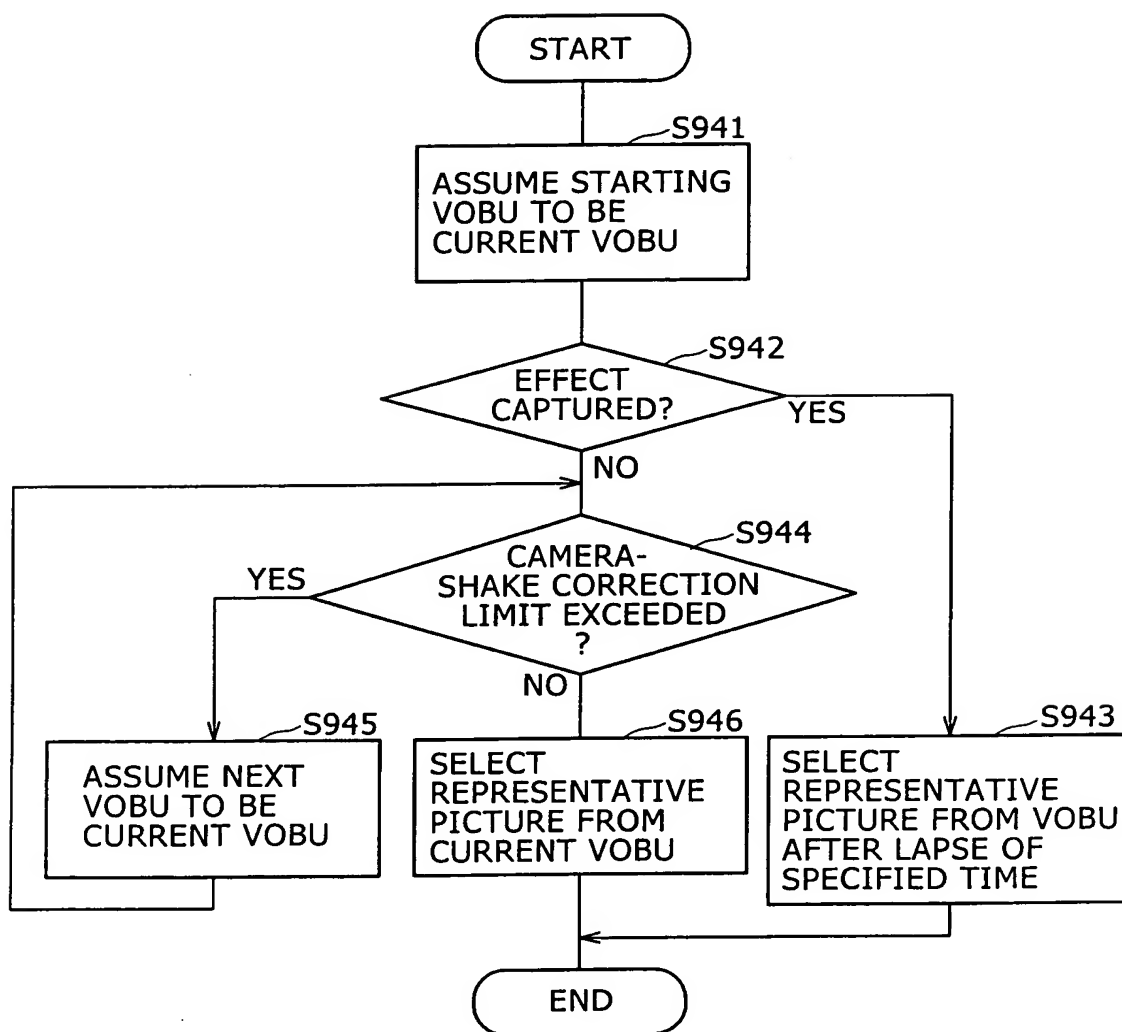 START
S941
ASSUME STARTING
VOBU TO BE
CURRENT VOBU
S942
EFFECT
CAPTURED?
YES
NO
S944
CAMERA-
SHAKE CORRECTION
LIMIT EXCEEDED
?
YES
NO
S945
ASSUME NEXT
VOBU TO BE
CURRENT VOBU
S946
SELECT
REPRESENTATIVE
PICTURE FROM
CURRENT VOBU
S943
SELECT
REPRESENTATIVE
PICTURE FROM VOBU
AFTER LAPSE OF
SPECIFIED TIME
END